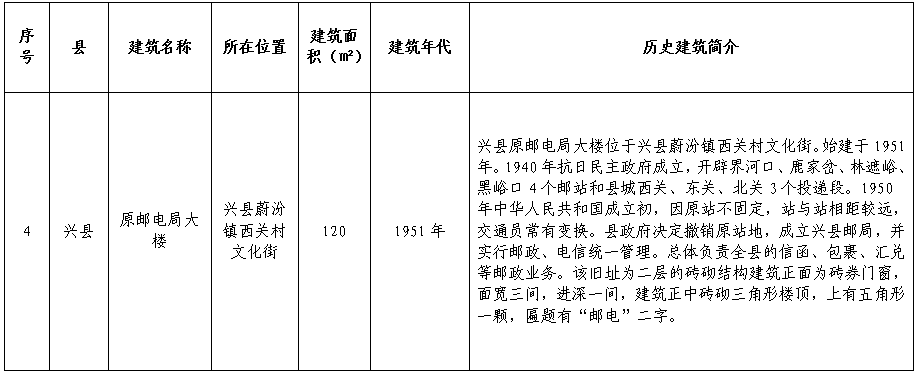 序号
县
建筑名称
所在位置
建筑面积（m²）
建筑年代
历史建筑简介
4
兴县
原邮电局大楼
兴县蔚汾镇西关村文化街
120
1951 年
兴县原邮电局大楼位于兴县蔚汾镇西关村文化街。始建于 1951
年。1940 年抗日民主政府成立，开辟界河口、鹿家岔、林遮峪、
黑峪口 4 个邮站和县城西关、东关、北关 3 个投递段。1950
年中华人民共和国成立初，因原站不固定，站与站相距较远，
交通员常有变换。县政府决定撤销原站地，成立兴县邮局，并
实行邮政、电信统一管理。总体负责全县的信函、包裹、汇兑
等邮政业务。该旧址为二层的砖砌结构建筑正面为砖券门窗，
面宽三间，进深一间，建筑正中砖砌三角形楼顶，上有五角形
一颗，匾题有“邮电”二字。